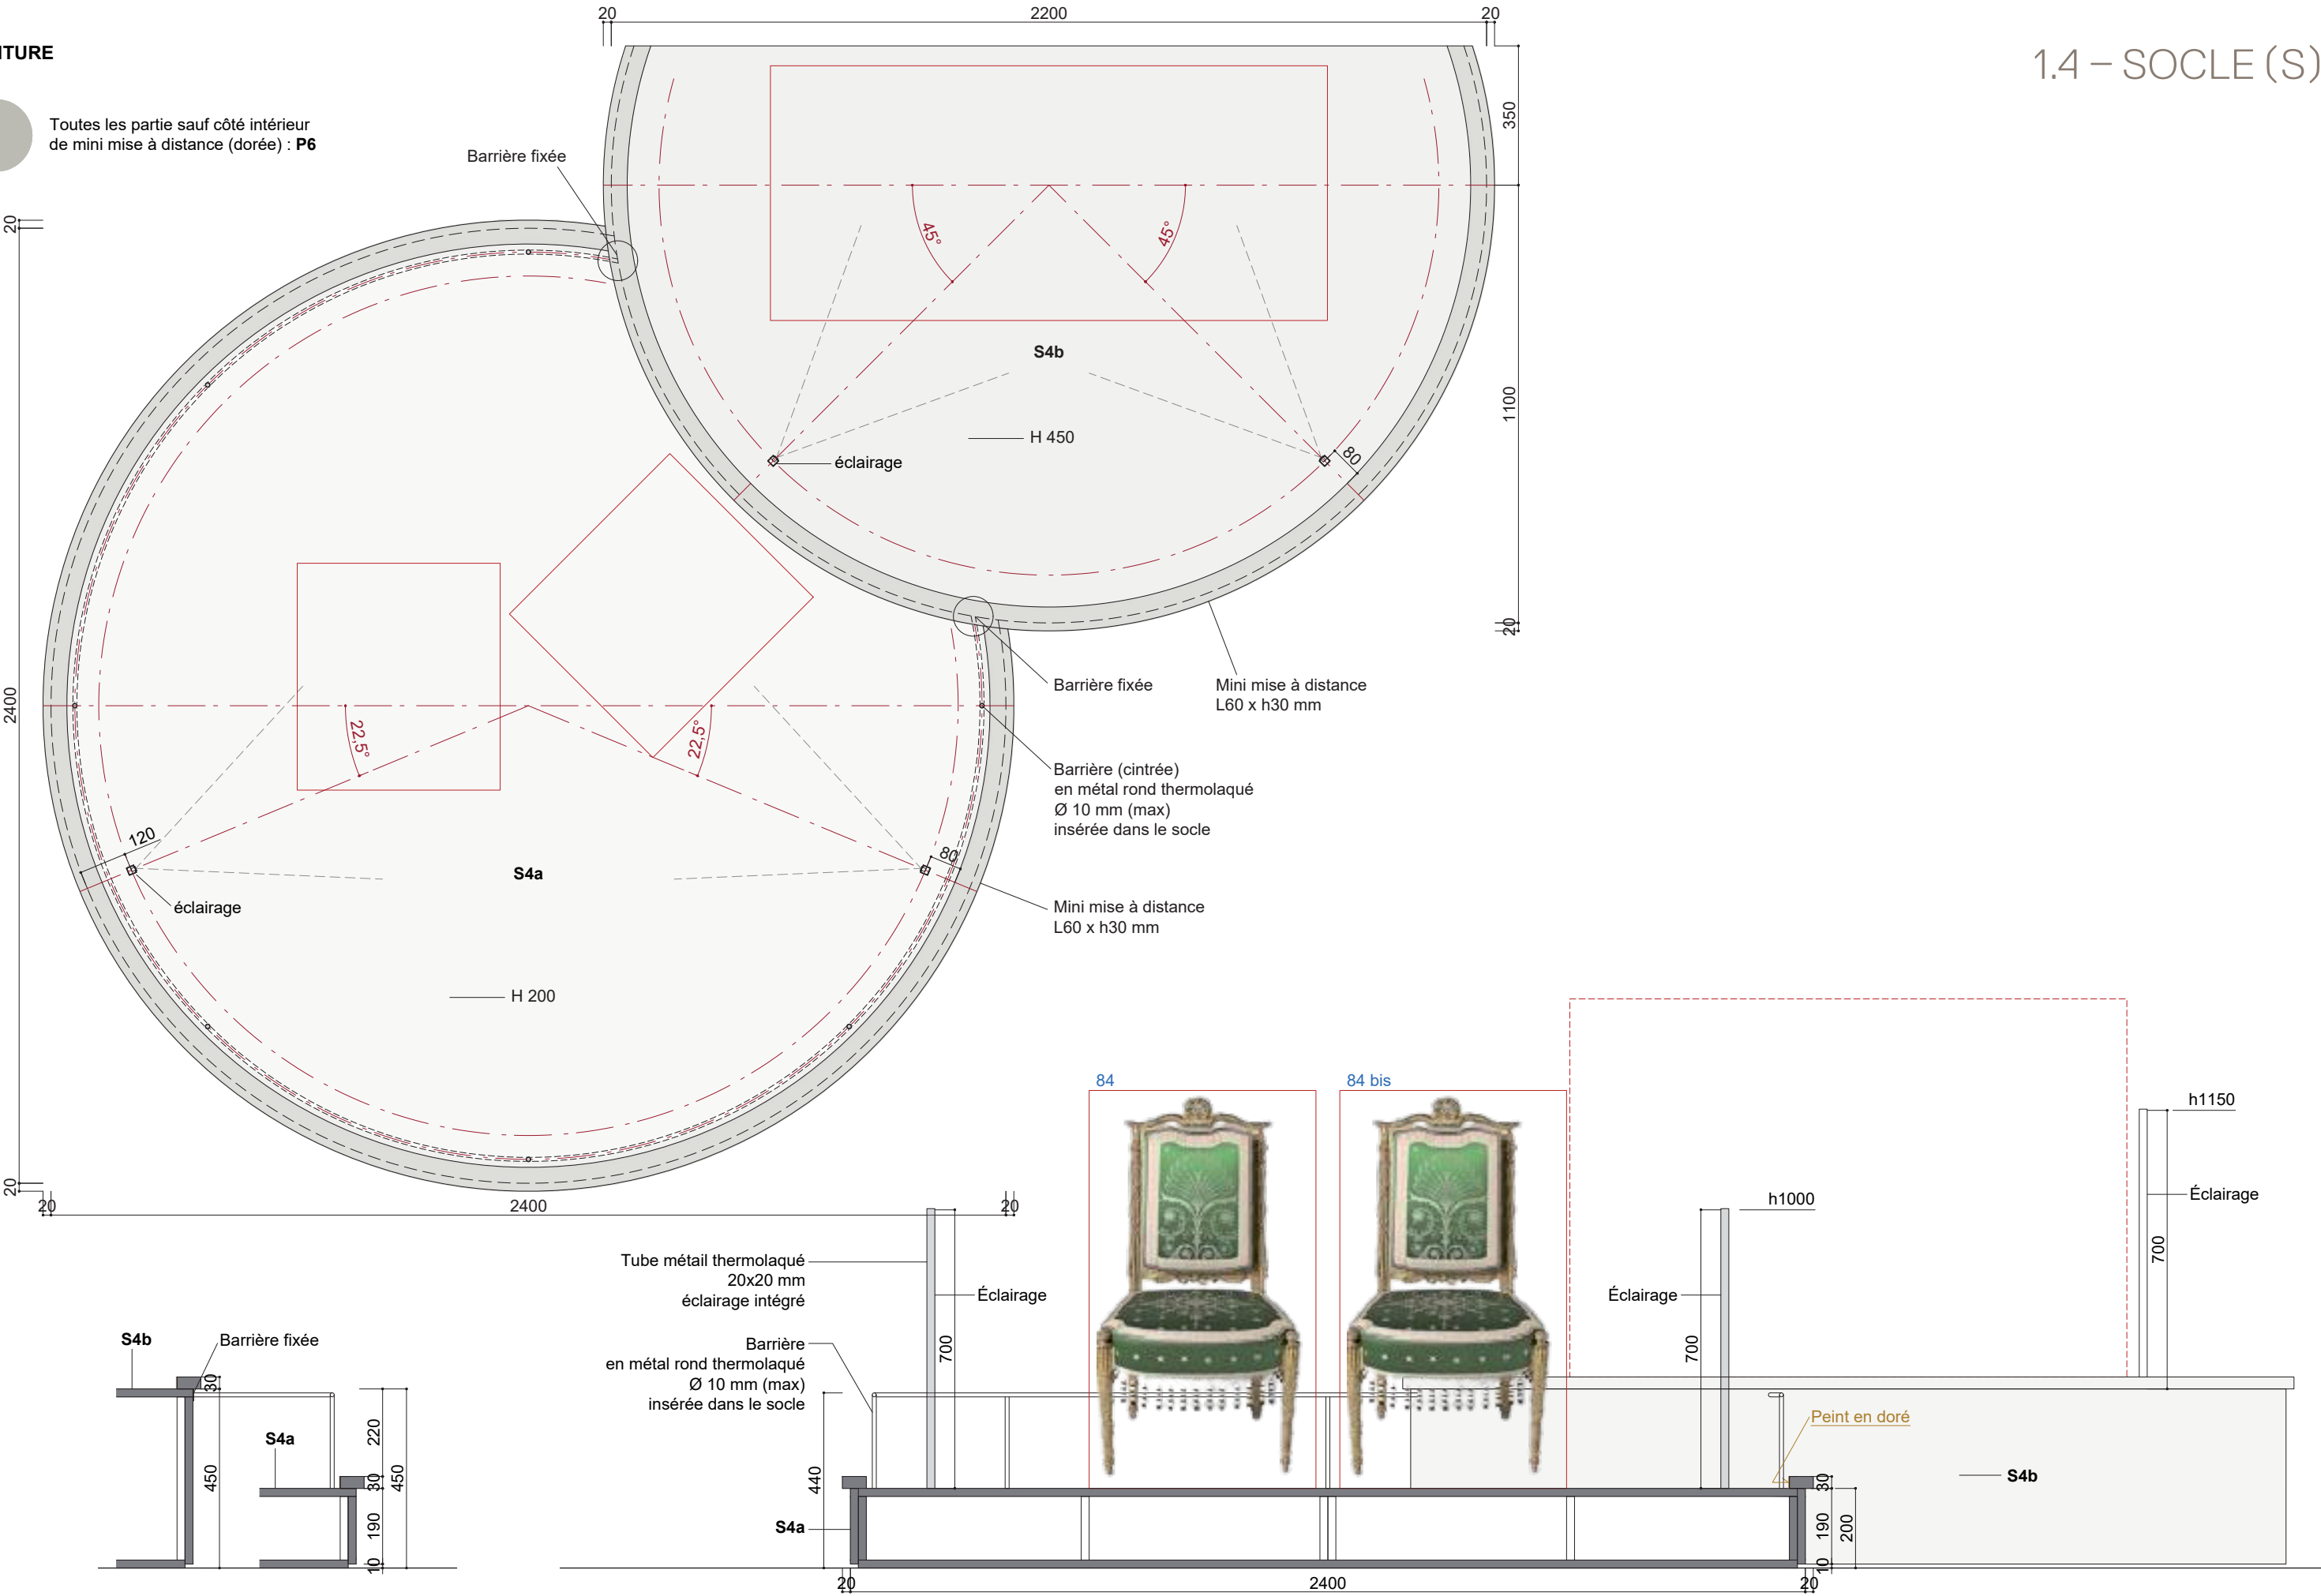 1.4 – SOCLE (S)
Toutes les partie sauf côté intérieur
de mini mise à distance (dorée) : P6
20
2200
20
350
1100
20
Barrière fixée
45°
45°
S4b
H 450
éclairage
80
20
2400
20
22,5°
22,5°
120
80
S4a
éclairage
H 200
20
2400
20
Barrière fixée
Mini mise à distance
L60 x h30 mm
Barrière (cintrée)
en métal rond thermolaqué
Ø 10 mm (max)
insérée dans le socle
Mini mise à distance
L60 x h30 mm
S4b
Barrière fixée
30
450
S4a
220
30
190
10
450
Tube métail thermolaqué
20x20 mm
éclairage intégré
Barrière
en métal rond thermolaqué
Ø 10 mm (max)
insérée dans le socle
Éclairage
700
440
S4a
84
84 bis
Éclairage
700
h1000
h1150
Éclairage
700
Peint en doré
S4b
30
190
10
200
20
2400
20